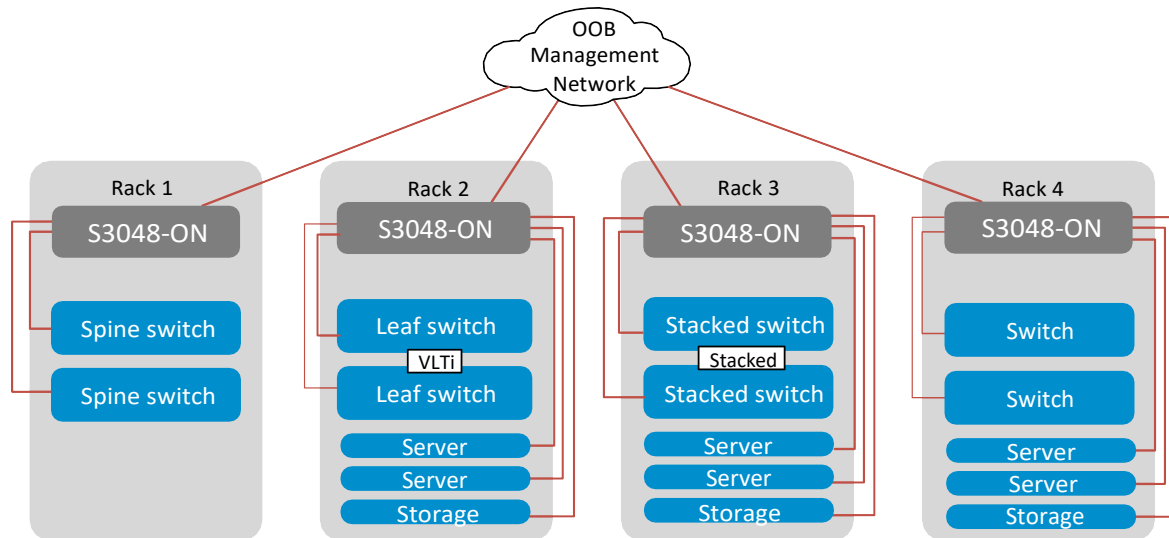 OOB
Management
Network
Rack 1
S3048-ON
Spine switch
Spine switch
Rack 2
S3048-ON
Leaf switch
VLTi
Leaf switch
Server
Server
Storage
Rack 3
S3048-ON
Stacked switch
Stacked
Stacked switch
Server
Server
Storage
Rack 4
S3048-ON
Switch
Switch
Server
Server
Storage